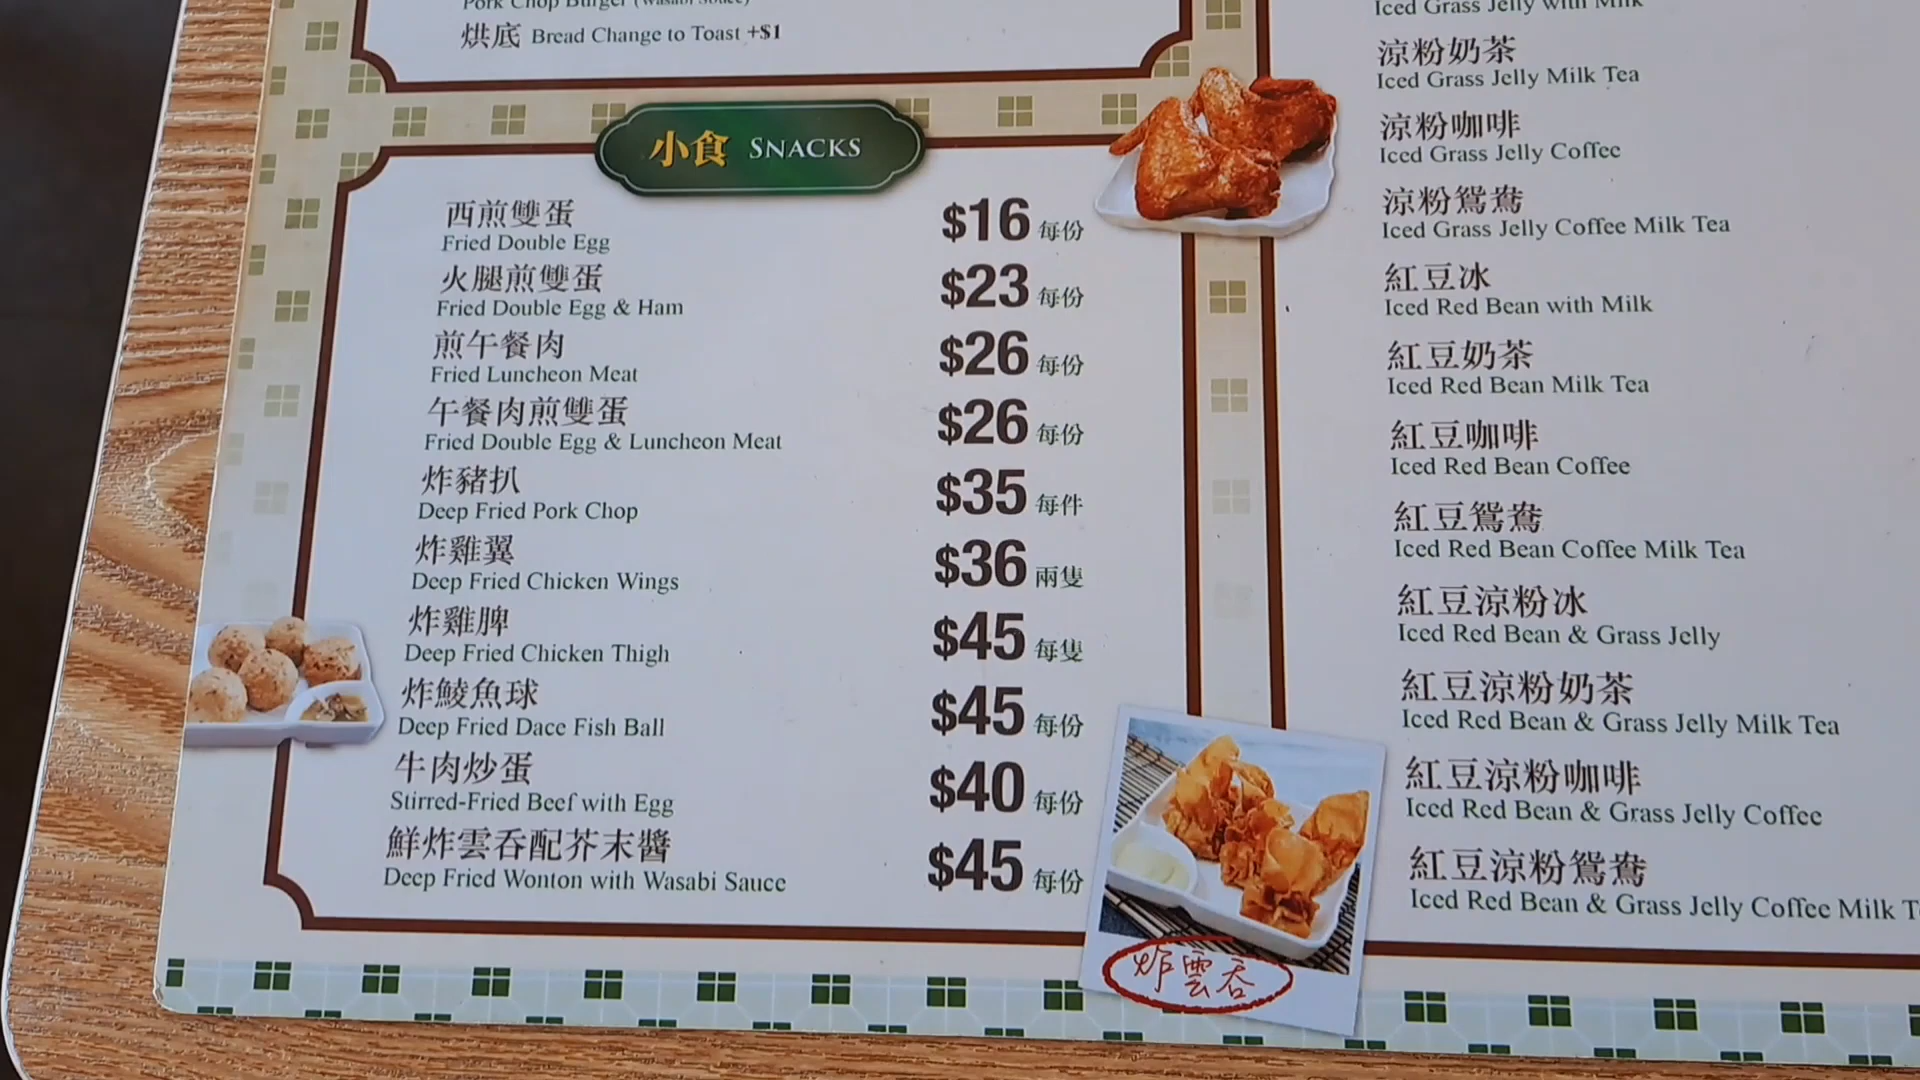 Pork Chop Burger (Wasabi Sauce)
烘底 Bread Change to Toast +$1
小食 SNACKS
西煎雙蛋
Fried Double Egg
$16 每份
火腿煎雙蛋
Fried Double Egg & Ham
$23 每份
煎午餐肉
Fried Luncheon Meat
$26 每份
午餐肉煎雙蛋
Fried Double Egg & Luncheon Meat
$26 每份
炸豬扒
Deep Fried Pork Chop
$35 每件
炸雞翼
Deep Fried Chicken Wings
$36 兩隻
炸雞脾
Deep Fried Chicken Thigh
$45 每隻
炸鯪魚球
Deep Fried Dace Fish Ball
$45 每份
牛肉炒蛋
Stirred-Fried Beef with Egg
$40 每份
鮮炸雲吞配芥末醬
Deep Fried Wonton with Wasabi Sauce
$45 每份
炸雲吞
Iced Grass Jelly with Milk
涼粉奶茶
Iced Grass Jelly Milk Tea
涼粉咖啡
Iced Grass Jelly Coffee
涼粉鴛鴦
Iced Grass Jelly Coffee Milk Tea
紅豆冰
Iced Red Bean with Milk
紅豆奶茶
Iced Red Bean Milk Tea
紅豆咖啡
Iced Red Bean Coffee
紅豆鴛鴦
Iced Red Bean Coffee Milk Tea
紅豆涼粉冰
Iced Red Bean & Grass Jelly
紅豆涼粉奶茶
Iced Red Bean & Grass Jelly Milk Tea
紅豆涼粉咖啡
Iced Red Bean & Grass Jelly Coffee
紅豆涼粉鴛鴦
Iced Red Bean & Grass Jelly Coffee Milk T